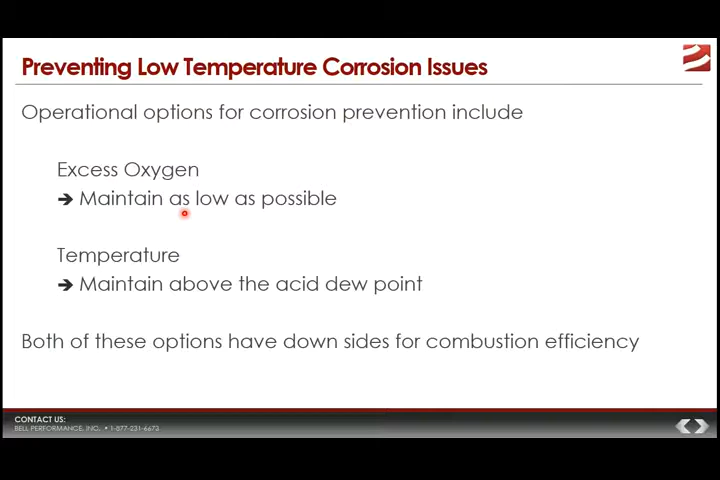 Preventing Low Temperature Corrosion Issues
Operational options for corrosion prevention include
Excess Oxygen
➔ Maintain as low as possible
Temperature
➔ Maintain above the acid dew point
Both of these options have down sides for combustion efficiency
CONTACT US:
BELL PERFORMANCE, INC. • 1-877-231-6673